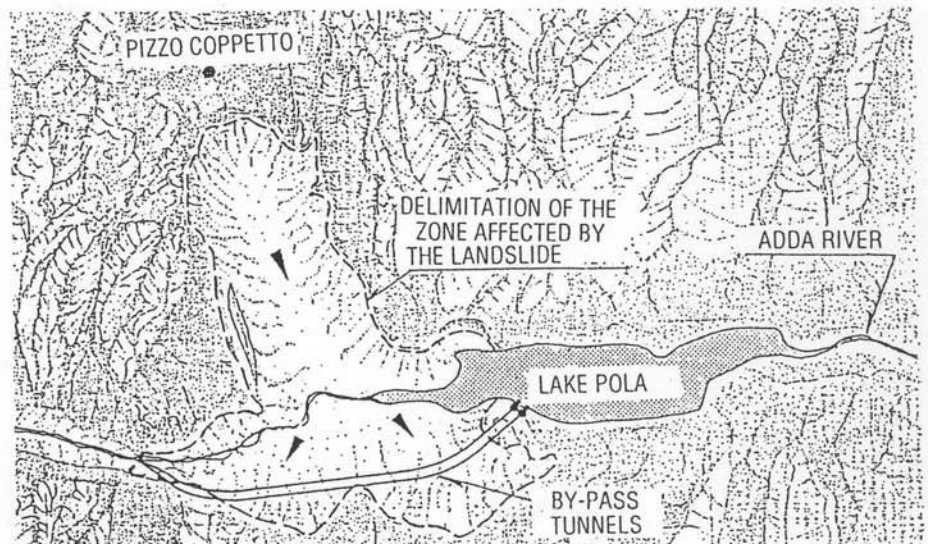 PIZZO COPPETTO
DELIMITATION OF THE
ZONE AFFECTED BY
THE LANDSLIDE
ADDA RIVER
LAKE POLA
BY-PASS
TUNNELS